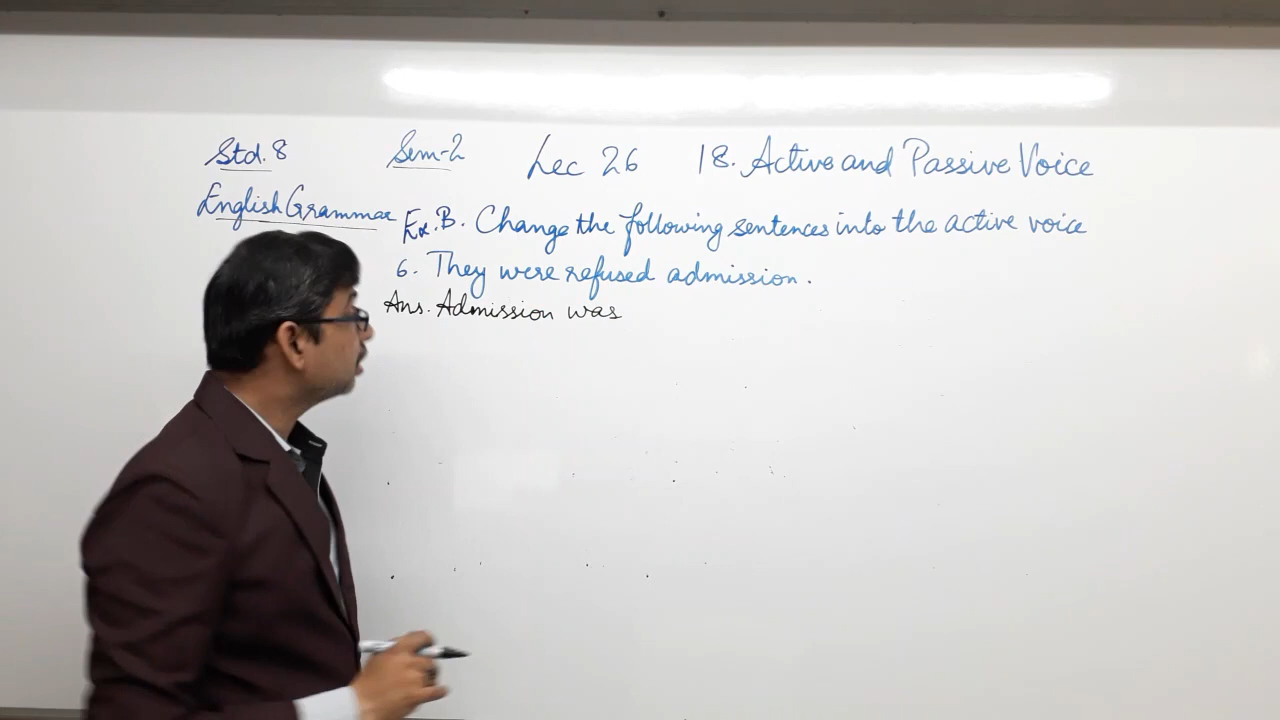 Std. 8 Sem-2 Lec 26 18. Active and Passive Voice
English Grammar Ex. B. Change the following sentences into the active voice
6. They were refused admission.
Ans. Admission was